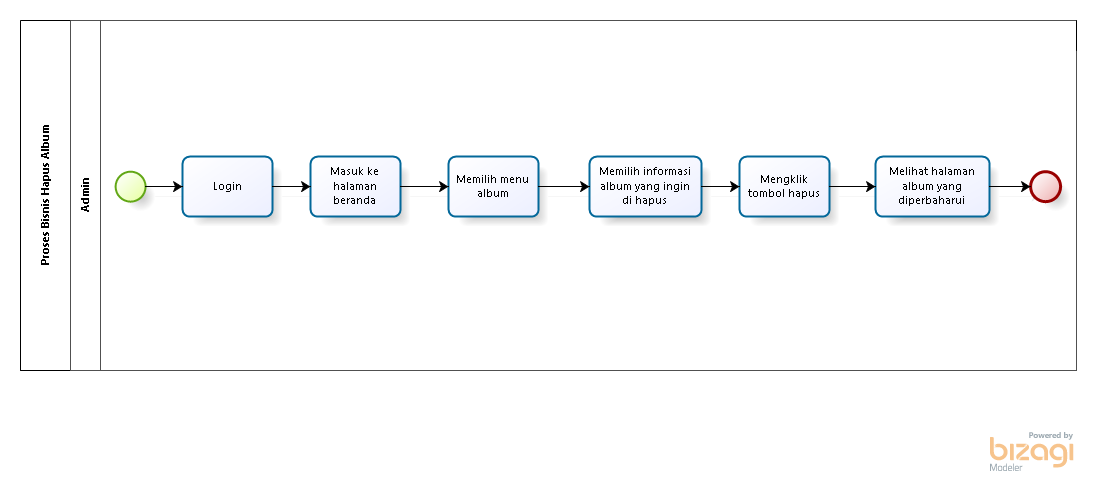 Proses Bisnis Hapus Album
Admin
Login
Masuk ke
halaman
beranda
Memilih menu
album
Memilih informasi
album yang ingin
di hapus
Mengklik
tombol hapus
Melihat halaman
album yang
diperbaharui
Powered by
bizagi
Modeler